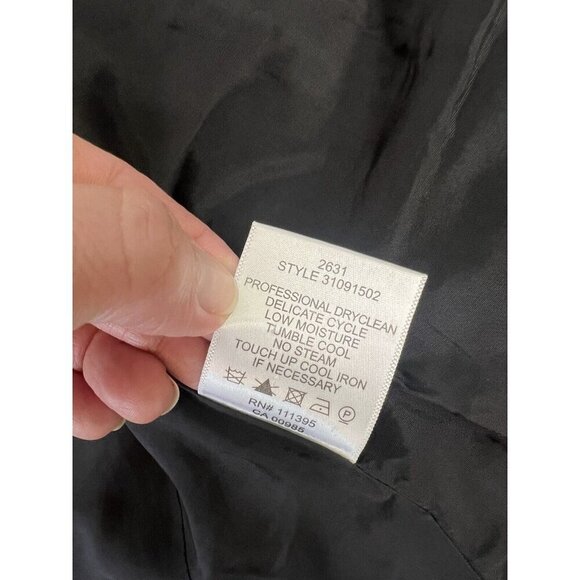 2631
STYLE 31091502
PROFESSIONAL DRYCLEAN
DELICATE CYCLE
LOW MOISTURE
TUMBLE COOL
NO STEAM
TOUCH UP COOL IRON
IF NECESSARY
P
RN# 111395
CA 00985